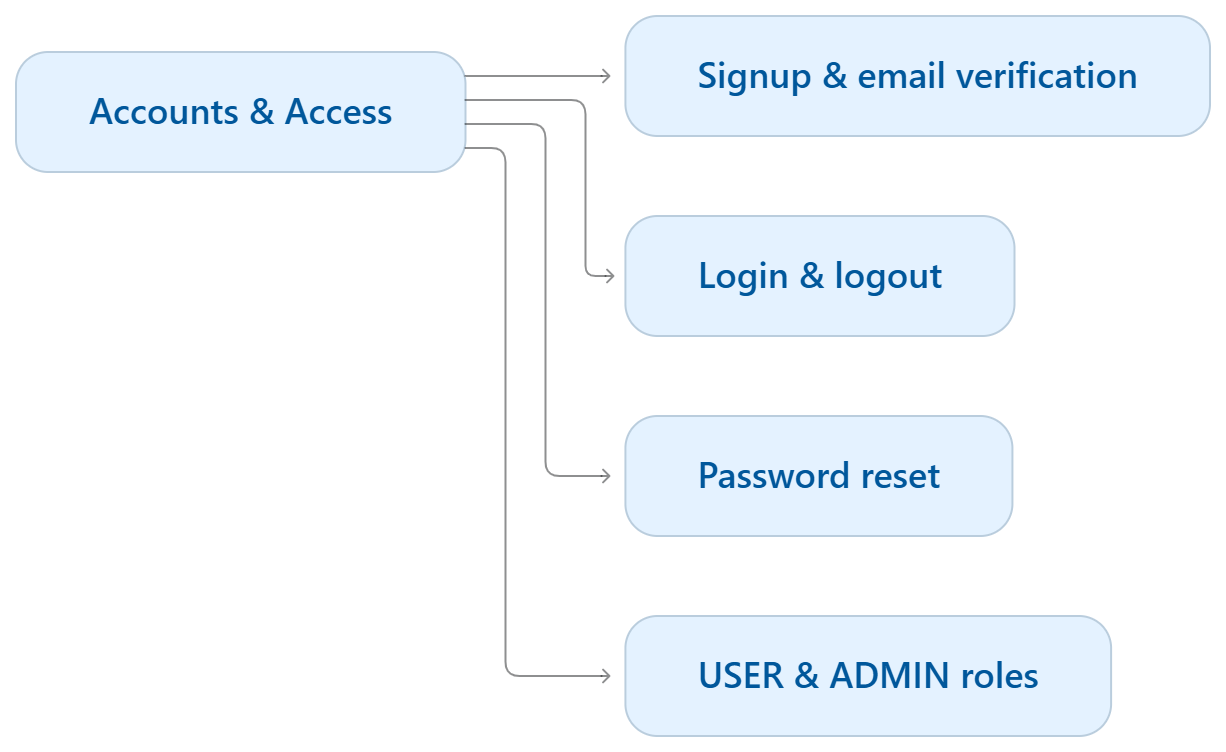 Accounts & Access
Signup & email verification
Login & logout
Password reset
USER & ADMIN roles